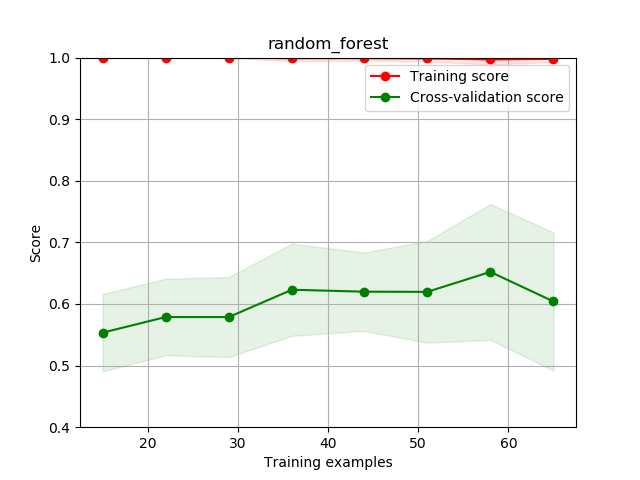 random_forest
1.0
0.9
0.8
0.7
0.6
0.5
0.4
Score
Training score
Cross-validation score
20 30 40 50 60
Training examples